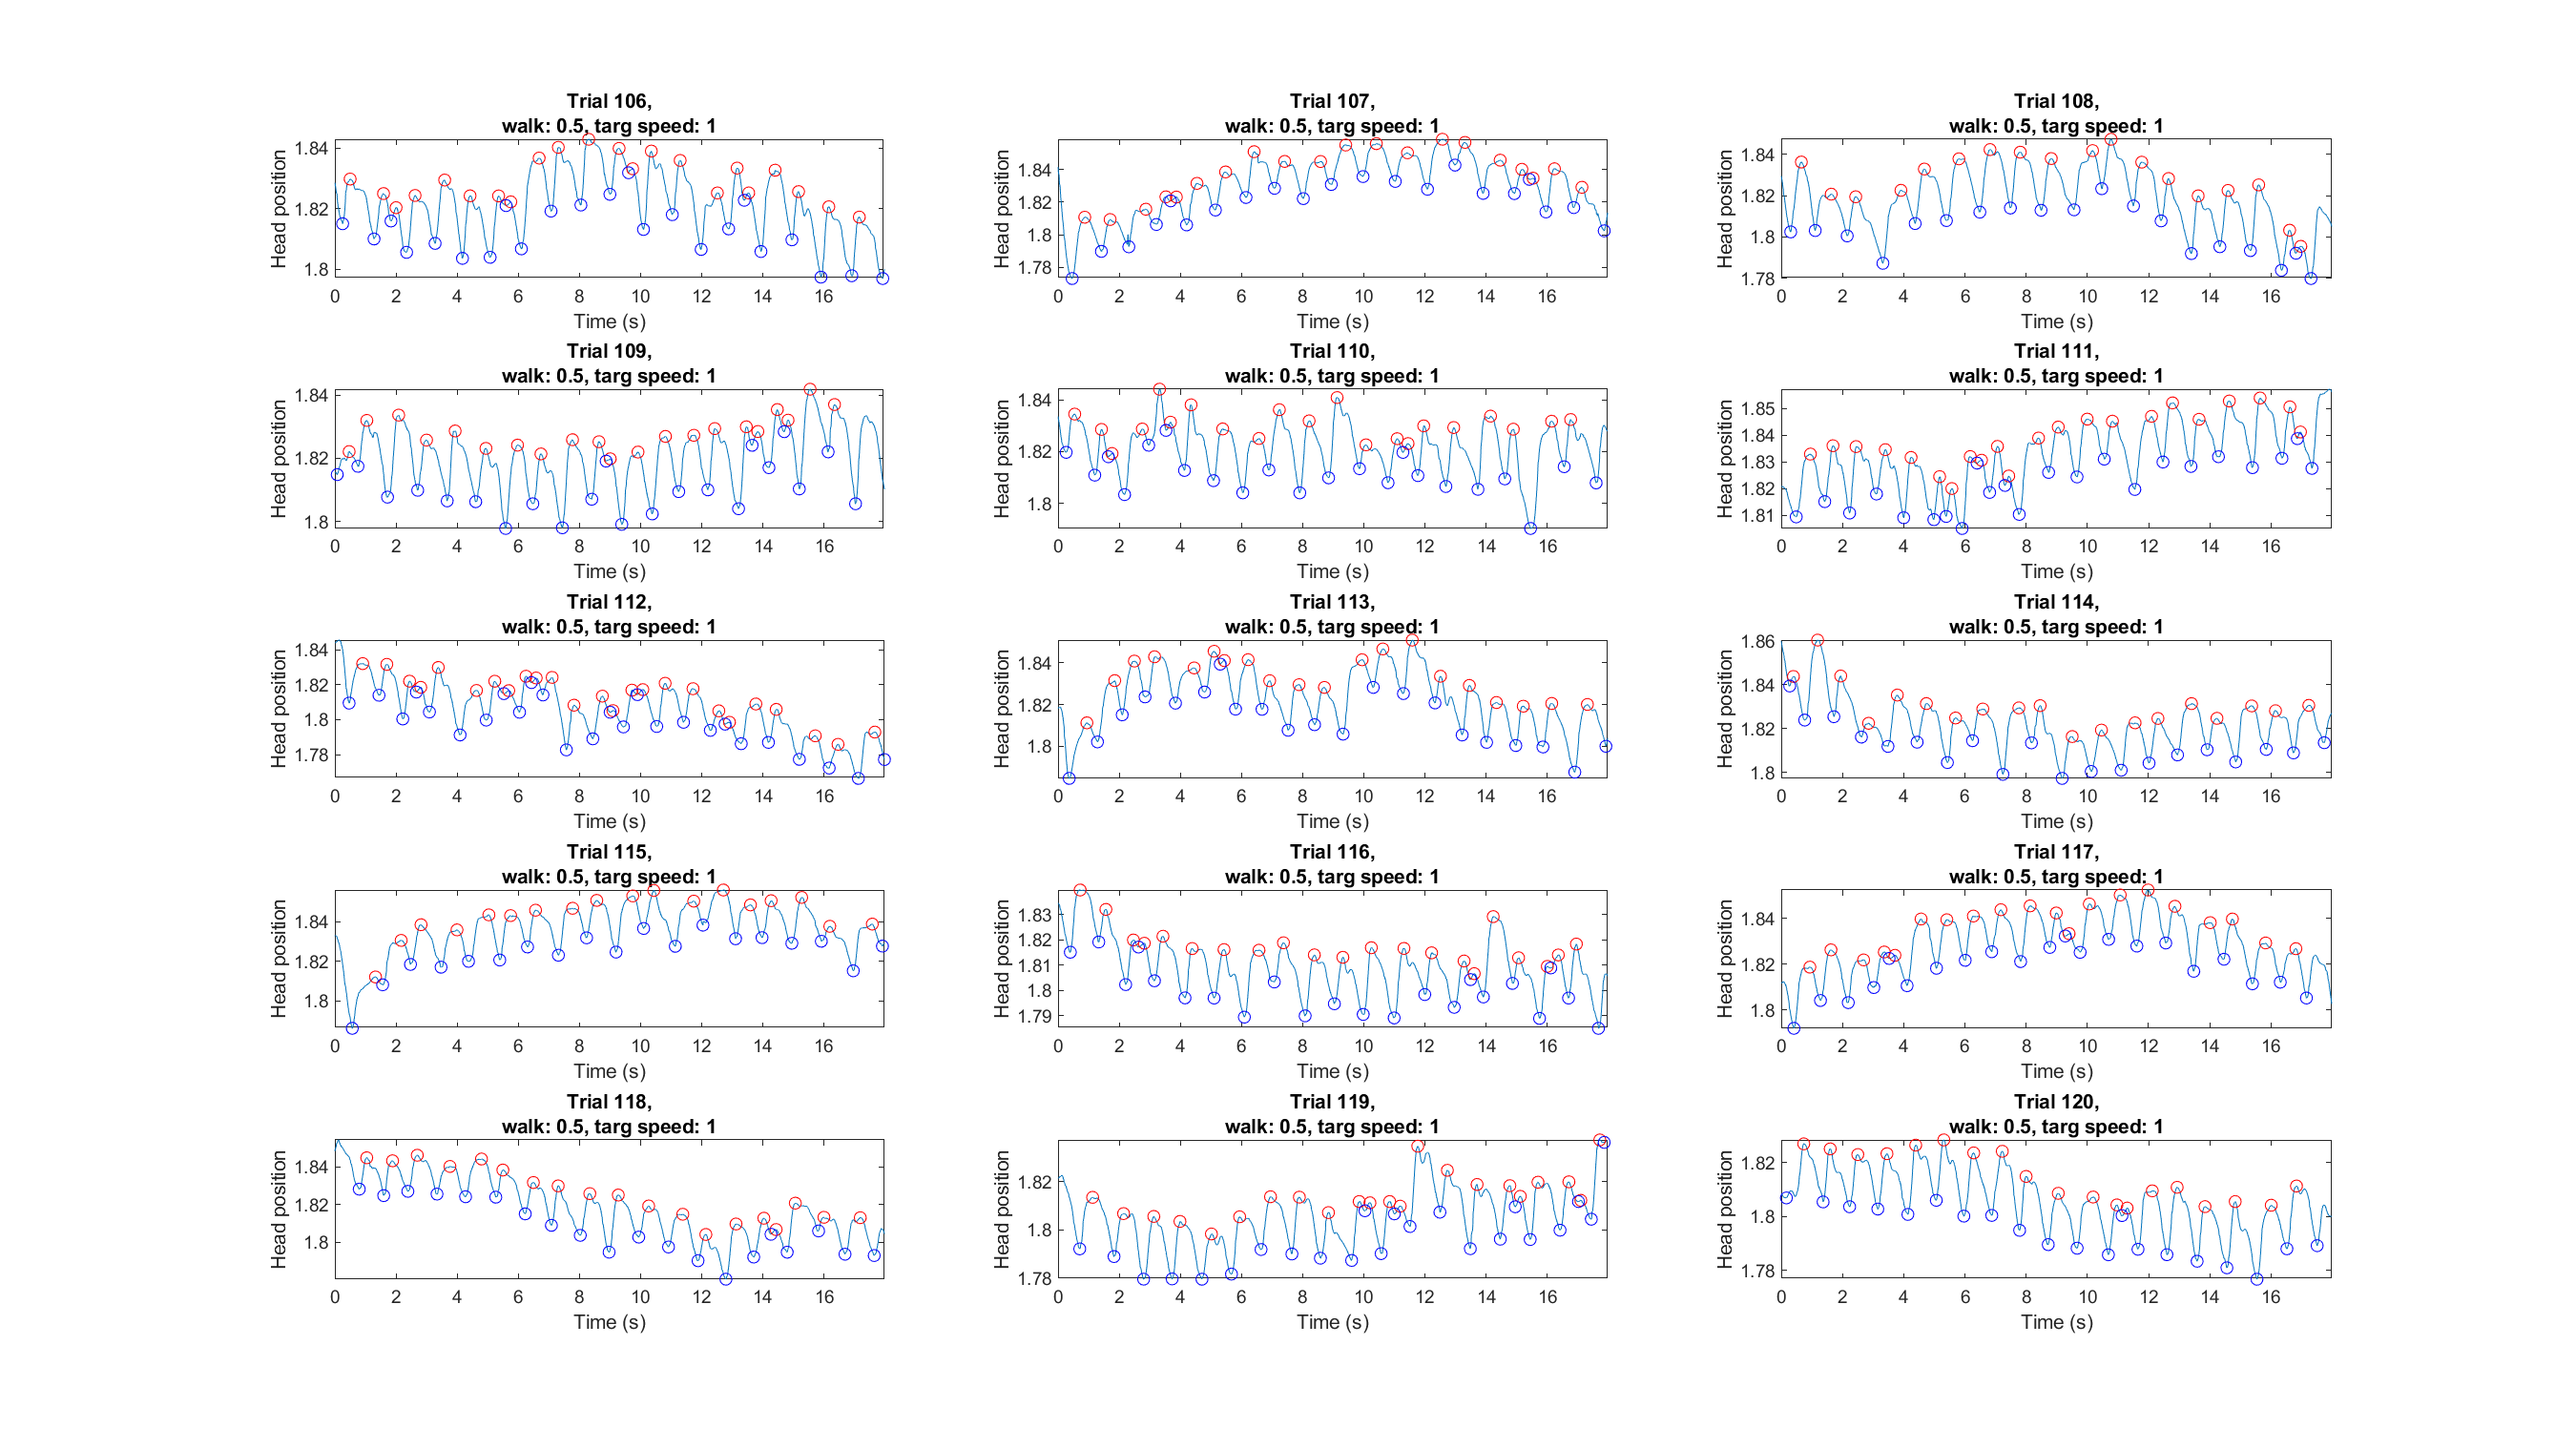 Trial 106,
walk: 0.5, targ speed: 1
Head position
1.84
1.82
1.8
0 2 4 6 8 10 12 14 16
Time (s)
Trial 107,
walk: 0.5, targ speed: 1
Head position
1.84
1.82
1.8
1.78
0 2 4 6 8 10 12 14 16
Time (s)
Trial 108,
walk: 0.5, targ speed: 1
Head position
1.84
1.82
1.8
1.78
0 2 4 6 8 10 12 14 16
Time (s)
Trial 109,
walk: 0.5, targ speed: 1
Head position
1.84
1.82
1.8
0 2 4 6 8 10 12 14 16
Time (s)
Trial 110,
walk: 0.5, targ speed: 1
Head position
1.84
1.82
1.8
0 2 4 6 8 10 12 14 16
Time (s)
Trial 111,
walk: 0.5, targ speed: 1
Head position
1.85
1.84
1.83
1.82
1.81
0 2 4 6 8 10 12 14 16
Time (s)
Trial 112,
walk: 0.5, targ speed: 1
Head position
1.84
1.82
1.8
1.78
0 2 4 6 8 10 12 14 16
Time (s)
Trial 113,
walk: 0.5, targ speed: 1
Head position
1.84
1.82
1.8
0 2 4 6 8 10 12 14 16
Time (s)
Trial 114,
walk: 0.5, targ speed: 1
Head position
1.86
1.84
1.82
1.8
0 2 4 6 8 10 12 14 16
Time (s)
Trial 115,
walk: 0.5, targ speed: 1
Head position
1.84
1.82
1.8
0 2 4 6 8 10 12 14 16
Time (s)
Trial 116,
walk: 0.5, targ speed: 1
Head position
1.83
1.82
1.81
1.8
1.79
0 2 4 6 8 10 12 14 16
Time (s)
Trial 117,
walk: 0.5, targ speed: 1
Head position
1.84
1.82
1.8
0 2 4 6 8 10 12 14 16
Time (s)
Trial 118,
walk: 0.5, targ speed: 1
Head position
1.84
1.82
1.8
0 2 4 6 8 10 12 14 16
Time (s)
Trial 119,
walk: 0.5, targ speed: 1
Head position
1.82
1.8
1.78
0 2 4 6 8 10 12 14 16
Time (s)
Trial 120,
walk: 0.5, targ speed: 1
Head position
1.82
1.8
1.78
0 2 4 6 8 10 12 14 16
Time (s)